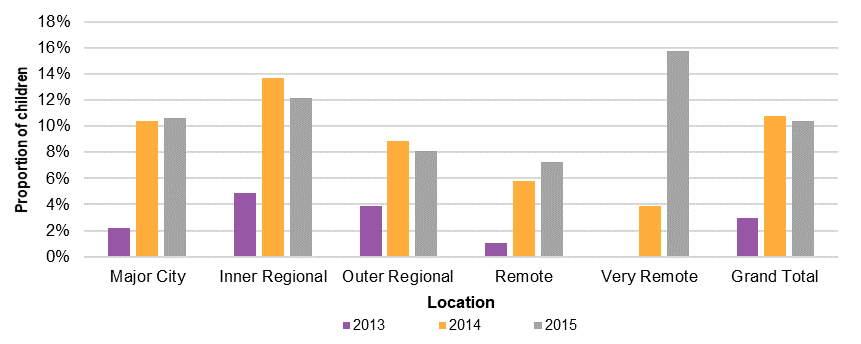 18%
16%
14%
12%
10%
8%
6%
4%
2%
0%
Proportion of children
Major City Inner Regional Outer Regional Remote Very Remote Grand Total
Location
2013 2014 2015